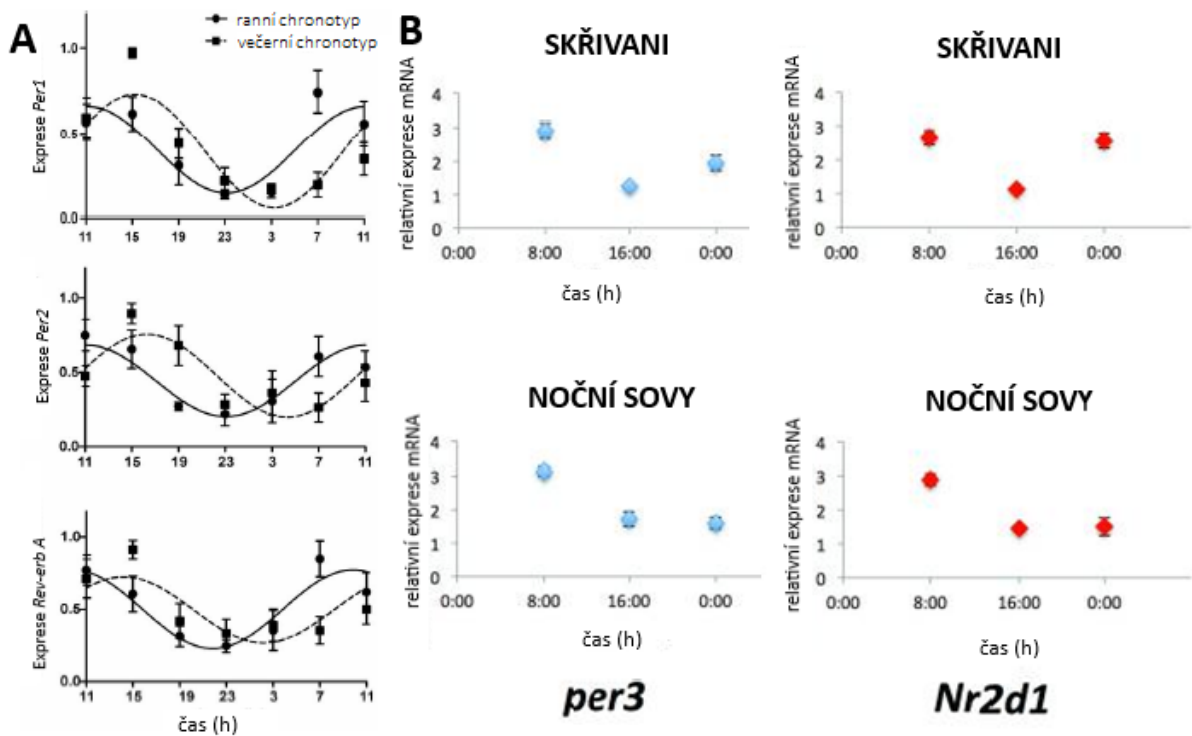 A
ranní chronotyp
večerní chronotyp
Exprese Per1
1.0
0.5
0.0
11 15 19 23 3 7 11
Exprese Per2
1.0
0.5
0.0
11 15 19 23 3 7 11
Exprese Rev-erb A
1.0
0.5
0.0
11 15 19 23 3 7 11
čas (h)
B
SKŘIVANI
relativní exprese mRNA
4
3
2
1
0
0:00 8:00 16:00 0:00
čas (h)
SKŘIVANI
relativní exprese mRNA
4
3
2
1
0
0:00 8:00 16:00 0:00
čas (h)
NOČNÍ SOVY
relativní exprese mRNA
4
3
2
1
0
0:00 8:00 16:00 0:00
čas (h)
NOČNÍ SOVY
relativní exprese mRNA
4
3
2
1
0
0:00 8:00 16:00 0:00
čas (h)
per3
Nr2d1